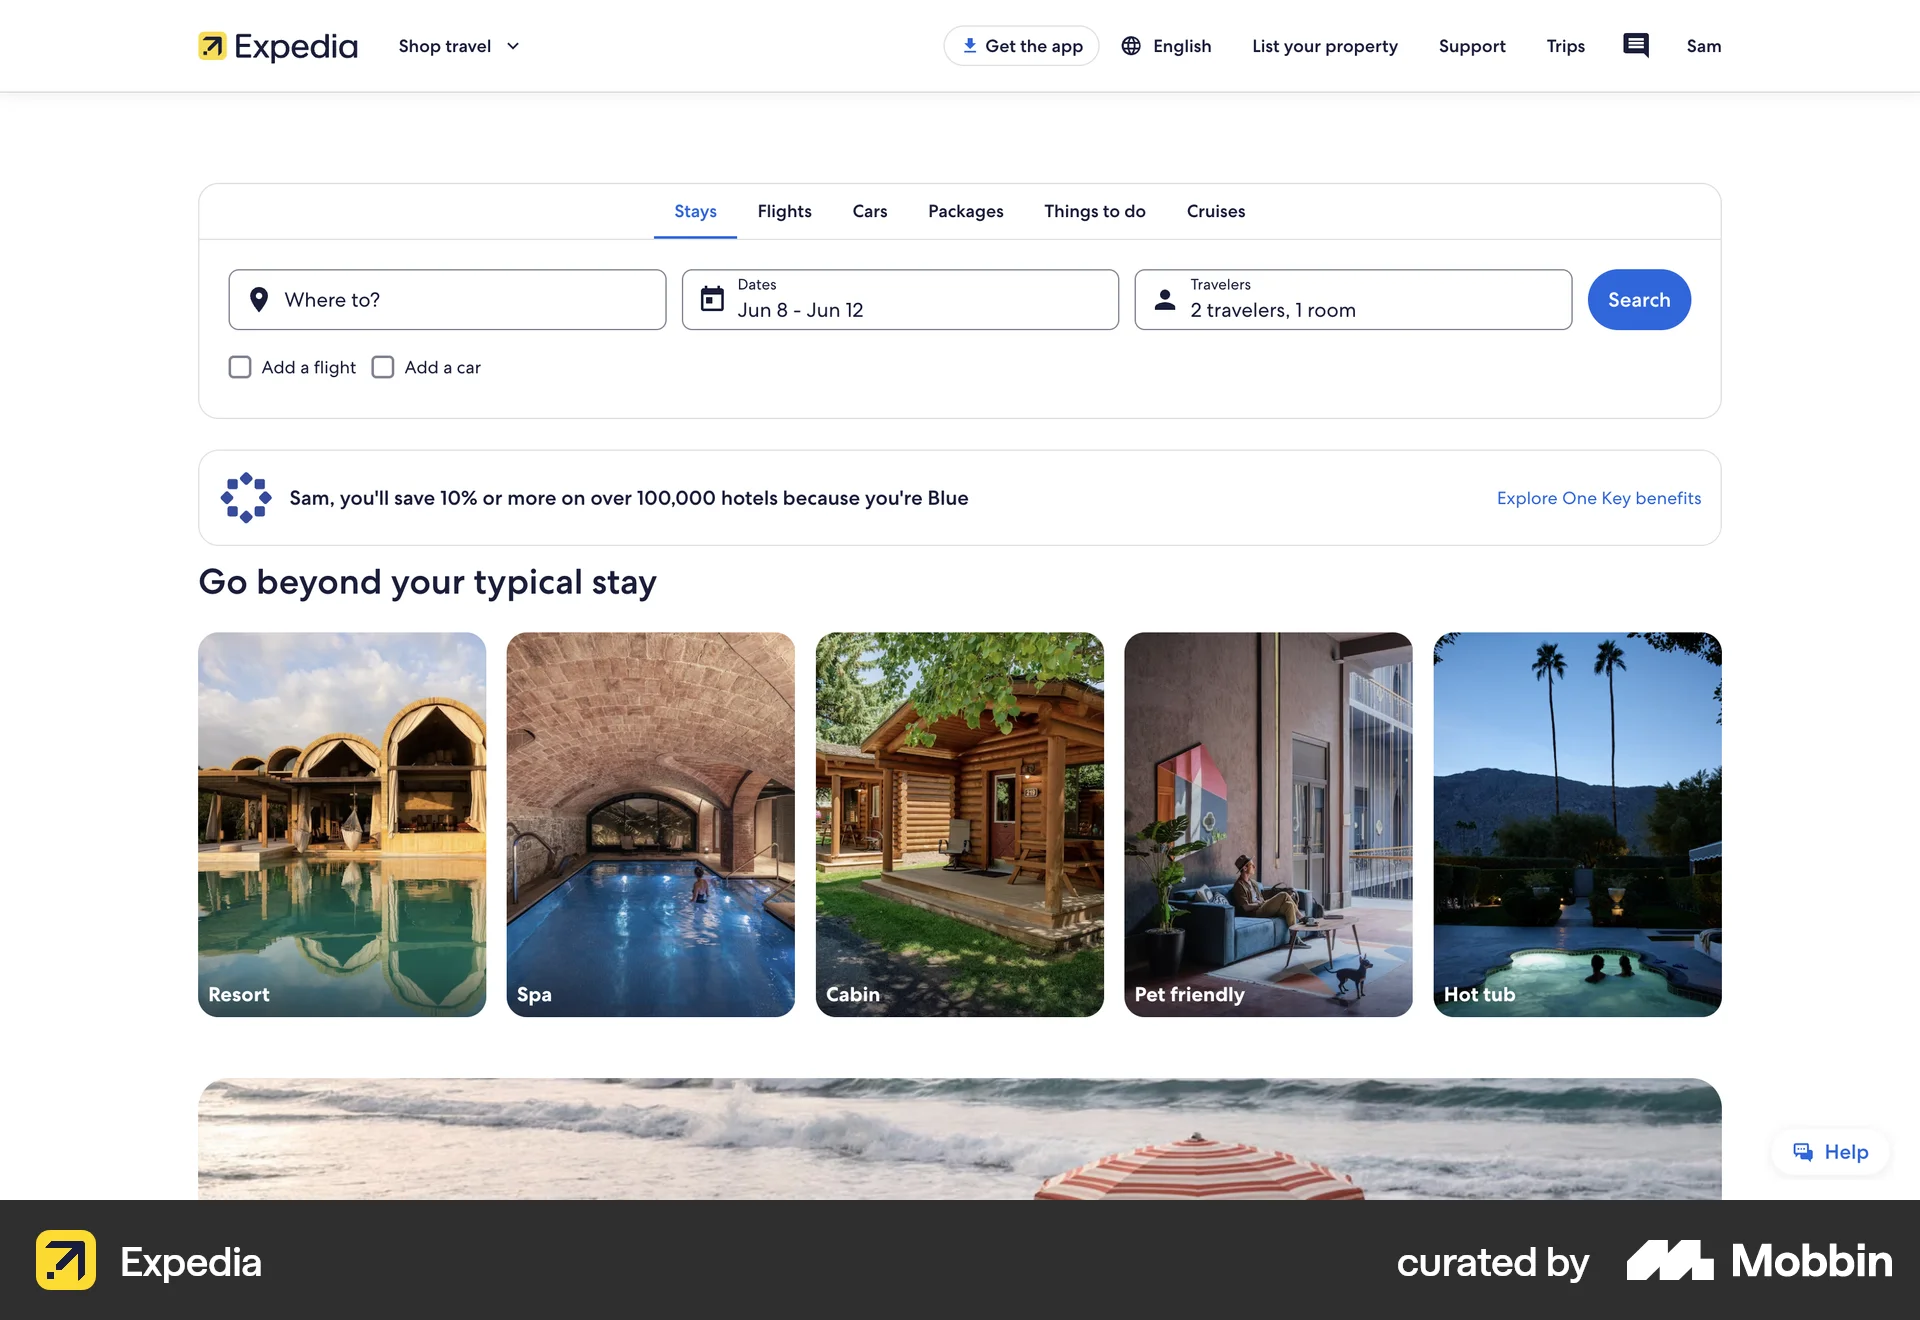 Expedia
Shop travel
Get the app
English
List your property
Support
Trips
Sam
Stays
Flights
Cars
Packages
Things to do
Cruises
Where to?
Dates
Jun 8 - Jun 12
Travelers
2 travelers, 1 room
Search
Add a flight
Add a car
Sam, you'll save 10% or more on over 100,000 hotels because you're Blue
Explore One Key benefits
Go beyond your typical stay
Resort
Spa
Cabin
Pet friendly
Hot tub
Help
Expedia
curated by
Mobbin